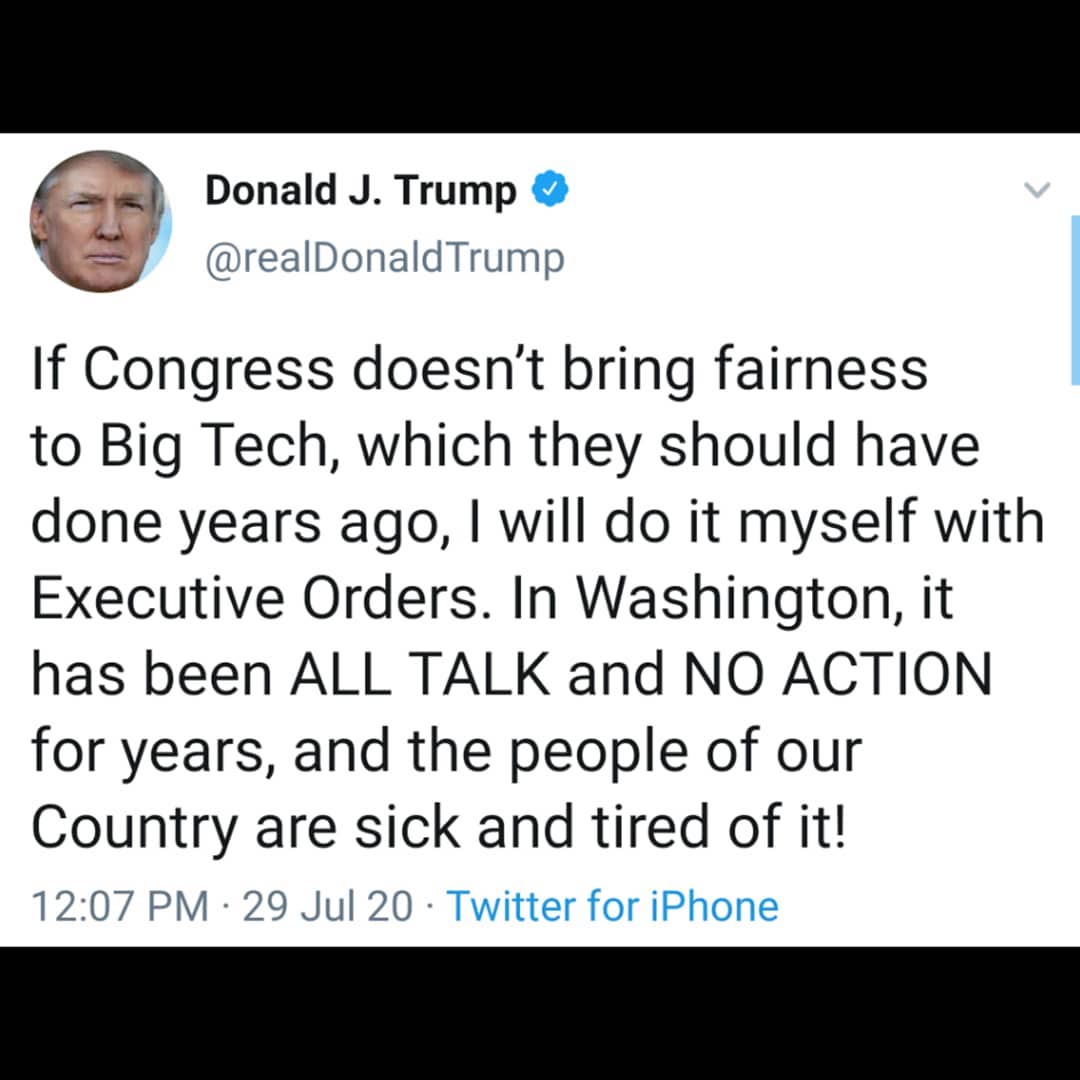 Donald J. Trump
@realDonaldTrump
If Congress doesn’t bring fairness
to Big Tech, which they should have
done years ago, I will do it myself with
Executive Orders. In Washington, it
has been ALL TALK and NO ACTION
for years, and the people of our
Country are sick and tired of it!
12:07 PM · 29 Jul 20 · Twitter for iPhone